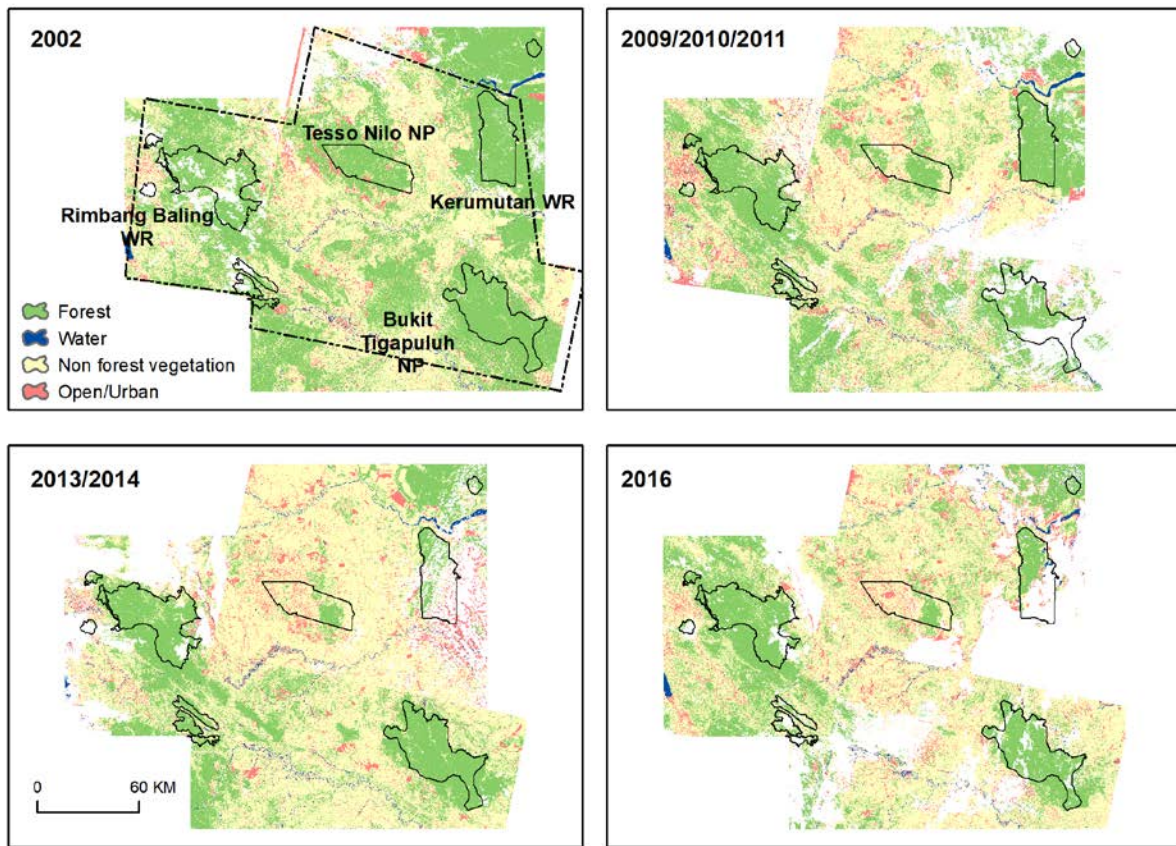 2002
Tesso Nilo NP
Kerumutan WR
Rimbang Baling
WR
Bukit
Tigapuluh
NP
Forest
Water
Non forest vegetation
Open/Urban
2009/2010/2011
2013/2014
0 60 KM
2016